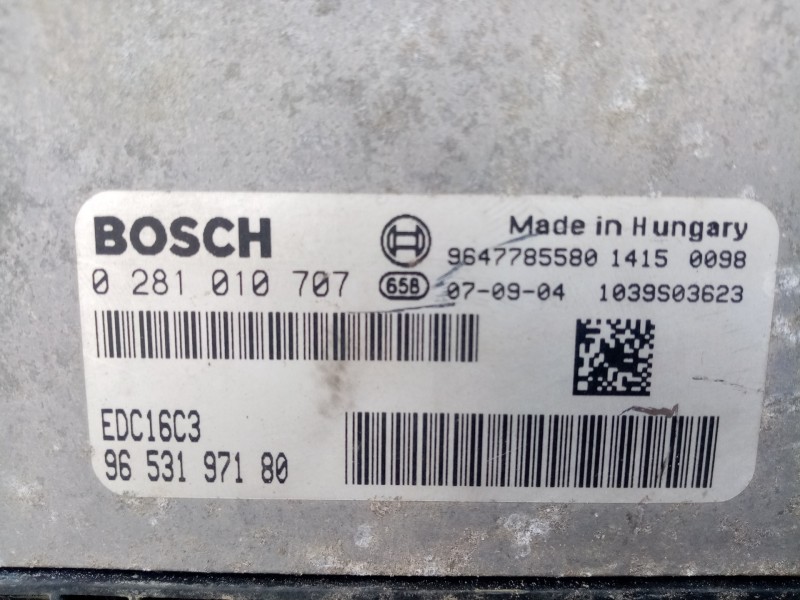 BOSCH
Made in Hungary
9647785580 1415 0098
0 281 010 707
658
07-09-04 1039S03623
EDC16C3
96 531 971 80